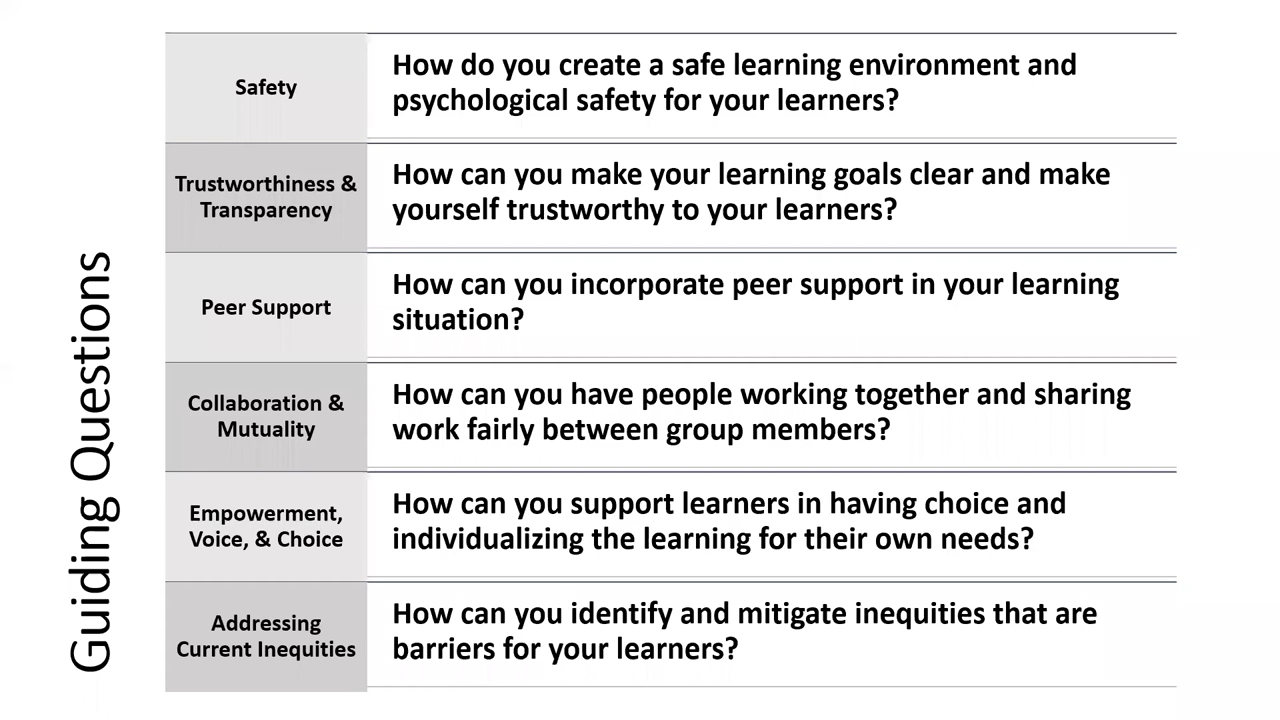 Guiding Questions
Safety
How do you create a safe learning environment and
psychological safety for your learners?
Trustworthiness &
Transparency
How can you make your learning goals clear and make
yourself trustworthy to your learners?
Peer Support
How can you incorporate peer support in your learning
situation?
Collaboration &
Mutuality
How can you have people working together and sharing
work fairly between group members?
Empowerment,
Voice, & Choice
How can you support learners in having choice and
individualizing the learning for their own needs?
Addressing
Current Inequities
How can you identify and mitigate inequities that are
barriers for your learners?